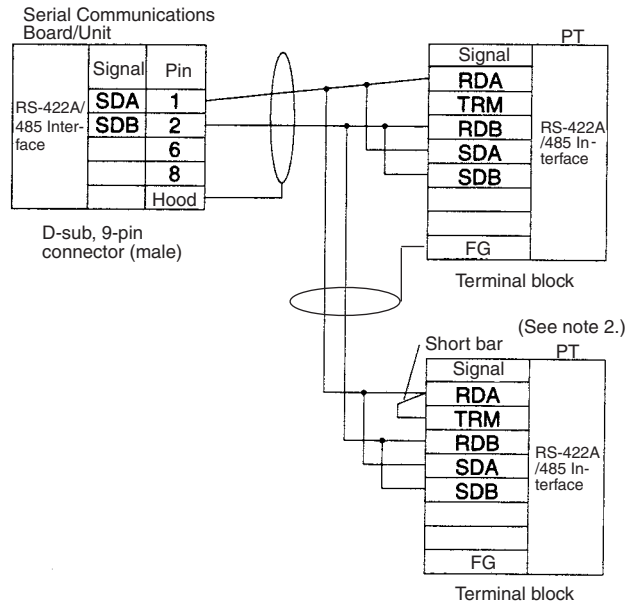 Serial Communications
Board/Unit
RS-422A/
485 Inter-
face
Signal Pin
SDA 1
SDB 2
6
8
Hood
D-sub, 9-pin
connector (male)
PT
Signal
RDA
TRM
RDB
SDA
SDB
FG
RS-422A
/485 In-
terface
Terminal block
(See note 2.)
Short bar
PT
Signal
RDA
TRM
RDB
SDA
SDB
FG
RS-422A
/485 In-
terface
Terminal block